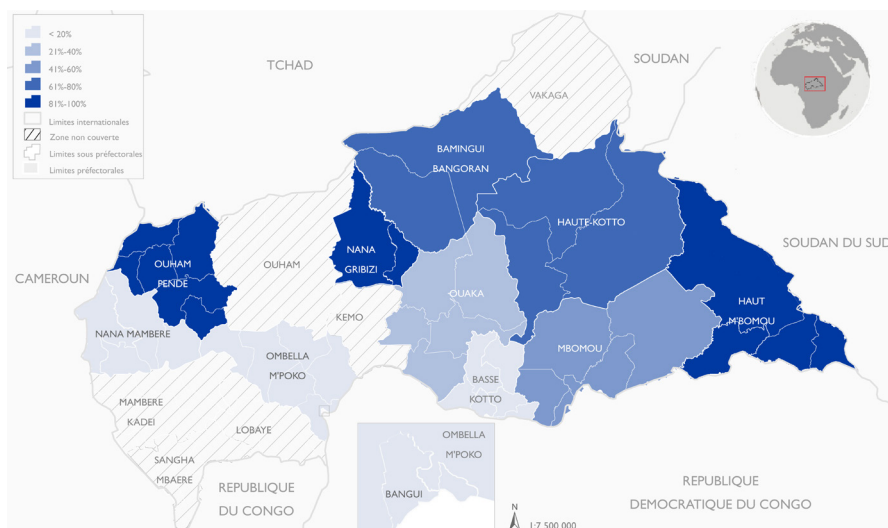 < 20%
21%-40%
41%-60%
61%-80%
81%-100%
Limites internationales
Zone non couverte
Limites sous préfectorales
Limites préfectorales
TCHAD
SOUDAN
VAKAGA
BAMINGUI
BANGORAN
HAUTE-KOTTO
SOUDAN DU SUD
CAMEROUN
OUHAM
PENDE
OUHAM
NANA
GRIBIZI
OUAKA
HAUT
M'BOMOU
KEMO
NANA MAMBERE
OMBELLA
M'POKO
MBOMOU
BASSE
KOTTO
MAMBERE
KADEI
LOBAYE
SANGHA
MBAERE
OMBELLA
M'POKO
BANGUI
REPUBLIQUE
DU CONGO
REPUBLIQUE
DEMOCRATIQUE DU CONGO
N
1:7 500 000